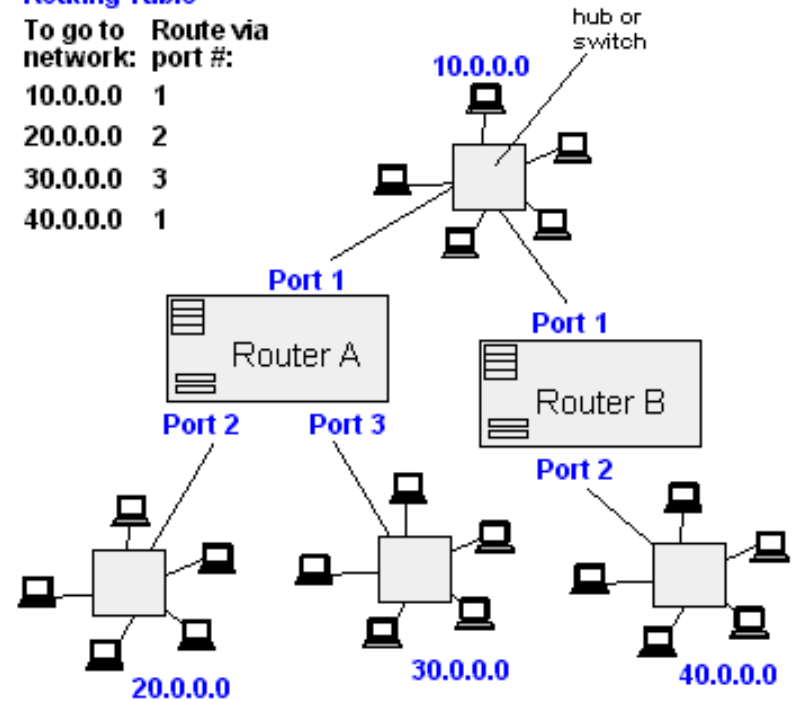 Routing Table
To go to Route via
network: port #:
10.0.0.0 1
20.0.0.0 2
30.0.0.0 3
40.0.0.0 1
hub or
switch
10.0.0.0
Port 1
Router A
Port 2 Port 3
Port 1
Router B
Port 2
20.0.0.0
30.0.0.0
40.0.0.0